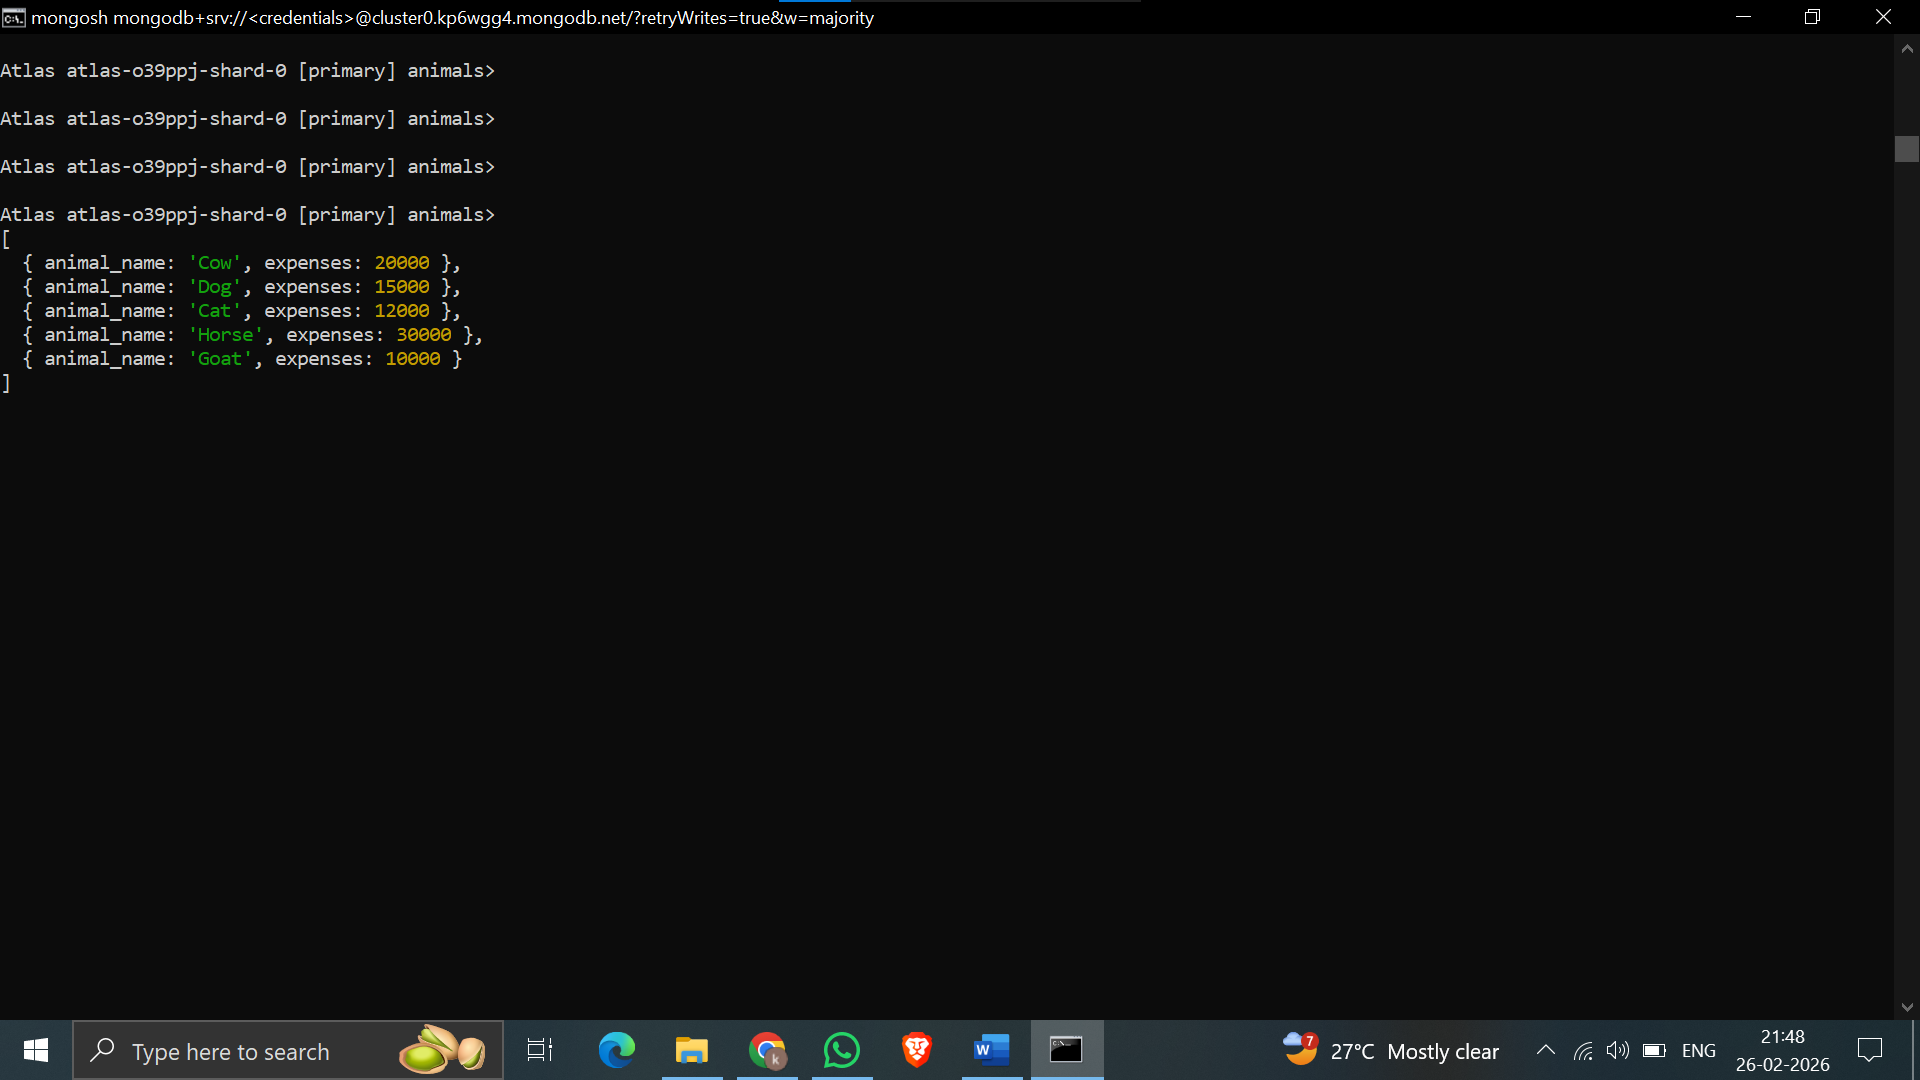 mongosh mongodb+srv://<credentials>@cluster0.kp6wgg4.mongodb.net/?retryWrites=true&w=majority
Atlas atlas-o39ppj-shard-0 [primary] animals>
Atlas atlas-o39ppj-shard-0 [primary] animals>
Atlas atlas-o39ppj-shard-0 [primary] animals>
Atlas atlas-o39ppj-shard-0 [primary] animals>
[
  { animal_name: 'Cow', expenses: 20000 },
  { animal_name: 'Dog', expenses: 15000 },
  { animal_name: 'Cat', expenses: 12000 },
  { animal_name: 'Horse', expenses: 30000 },
  { animal_name: 'Goat', expenses: 10000 }
]
Type here to search
k
W
7
27°C Mostly clear
ENG
21:48
26-02-2026